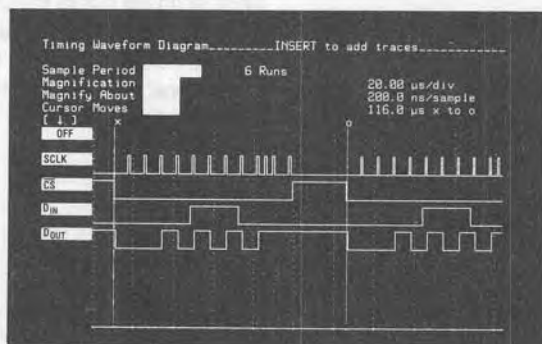 Timing Waveform Diagram________INSERT to add traces____________
Sample Period 6 Runs
Magnification 20.00 µs/div
Magnify About 200.0 ns/sample
Cursor Moves 116.0 µs x to o
[ ↓ ] x o
OFF
SCLK
CS
DIN
DOUT